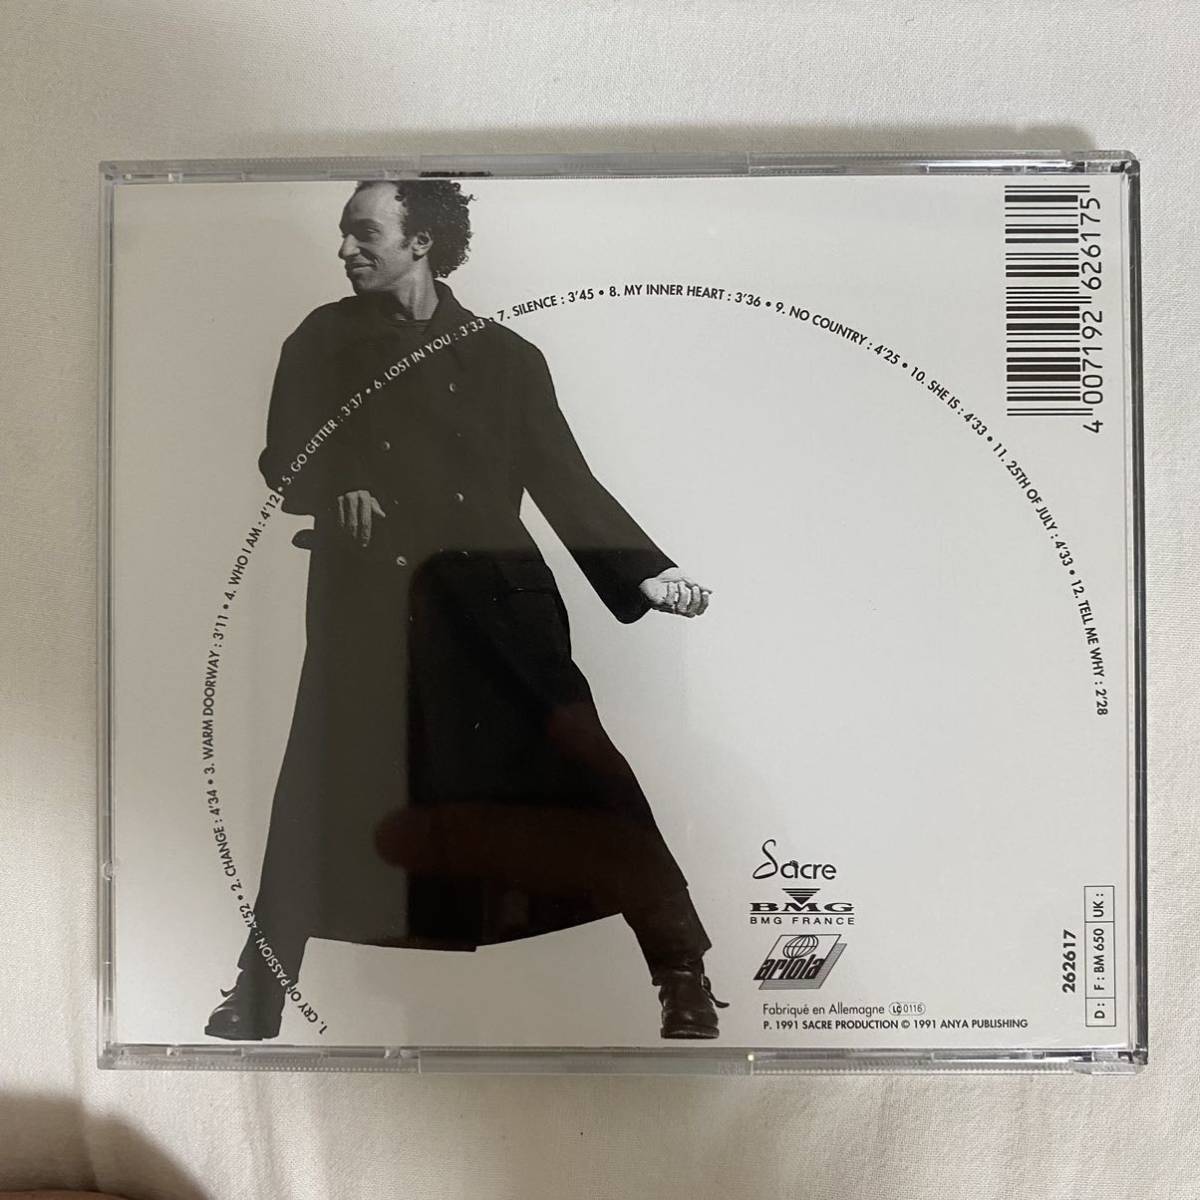 1. CRY OF PASSION : 4'52 • 2. CHANGE : 4'34 • 3. WARM DOORWAY : 3'11 • 4. WHO I AM : 4'12 • 5. GO GETTER : 3'37 • 6. LOST IN YOU : 3'33 • 7. SILENCE : 3'45 • 8. MY INNER HEART : 3'36 • 9. NO COUNTRY : 4'25 • 10. SHE IS : 4'33 • 11. 25TH OF JULY : 4'33 • 12. TELL ME WHY : 2'28
4 007192 626175
Sacre
BMG
BMG FRANCE
ariola
Fabriqué en Allemagne LC 0116
P. 1991 SACRE PRODUCTION © 1991 ANYA PUBLISHING
262617
D : F : BM 650 UK :